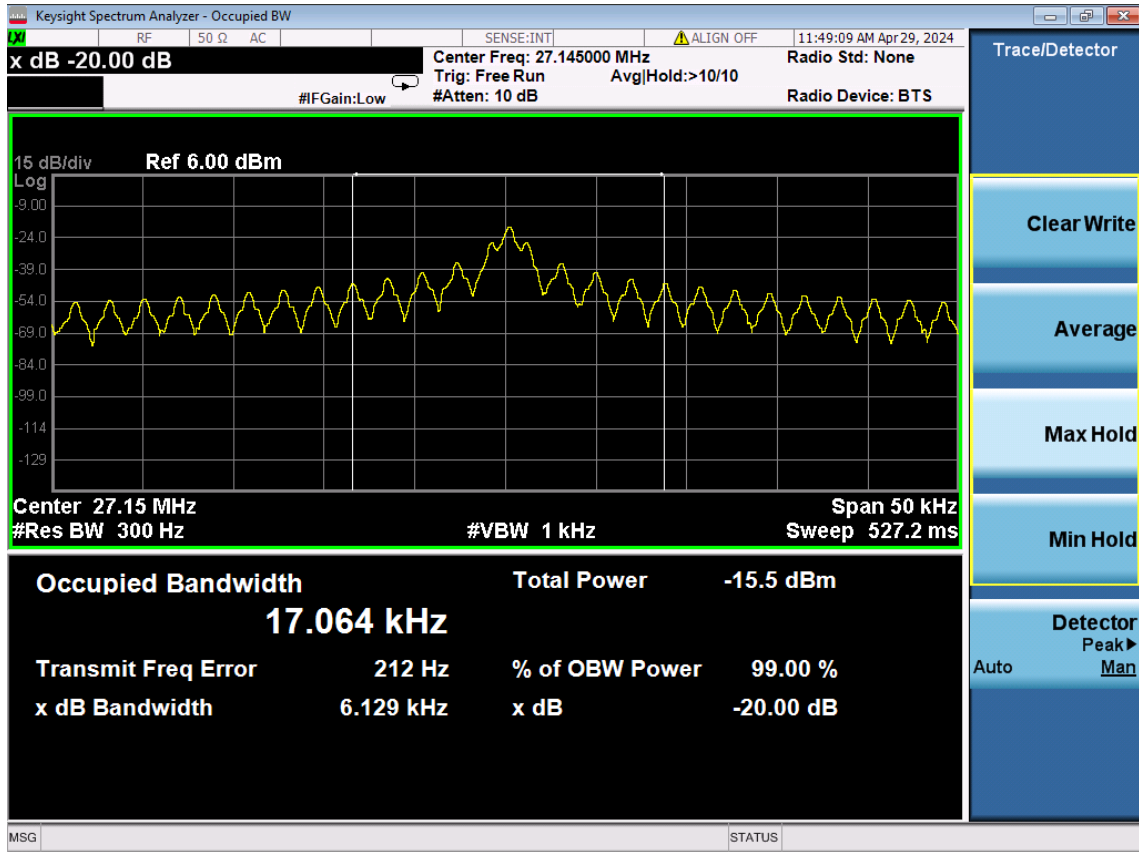 Keysight Spectrum Analyzer - Occupied BW
LXI RF 50 Ω AC SENSE:INT ALIGN OFF 11:49:09 AM Apr 29, 2024
x dB -20.00 dB
Center Freq: 27.145000 MHz
Radio Std: None
Trig: Free Run
Avg|Hold:>10/10
#IFGain:Low
#Atten: 10 dB
Radio Device: BTS
15 dB/div
Ref 6.00 dBm
Log
-9.00
-24.0
-39.0
-54.0
-69.0
-84.0
-99.0
-114
-129
Center 27.15 MHz
Span 50 kHz
#Res BW 300 Hz
#VBW 1 kHz
Sweep 527.2 ms
Occupied Bandwidth
Total Power -15.5 dBm
17.064 kHz
Transmit Freq Error 212 Hz
% of OBW Power 99.00 %
x dB Bandwidth 6.129 kHz
x dB -20.00 dB
MSG
STATUS
Trace/Detector
Clear Write
Average
Max Hold
Min Hold
Detector
Peak▶
Auto Man